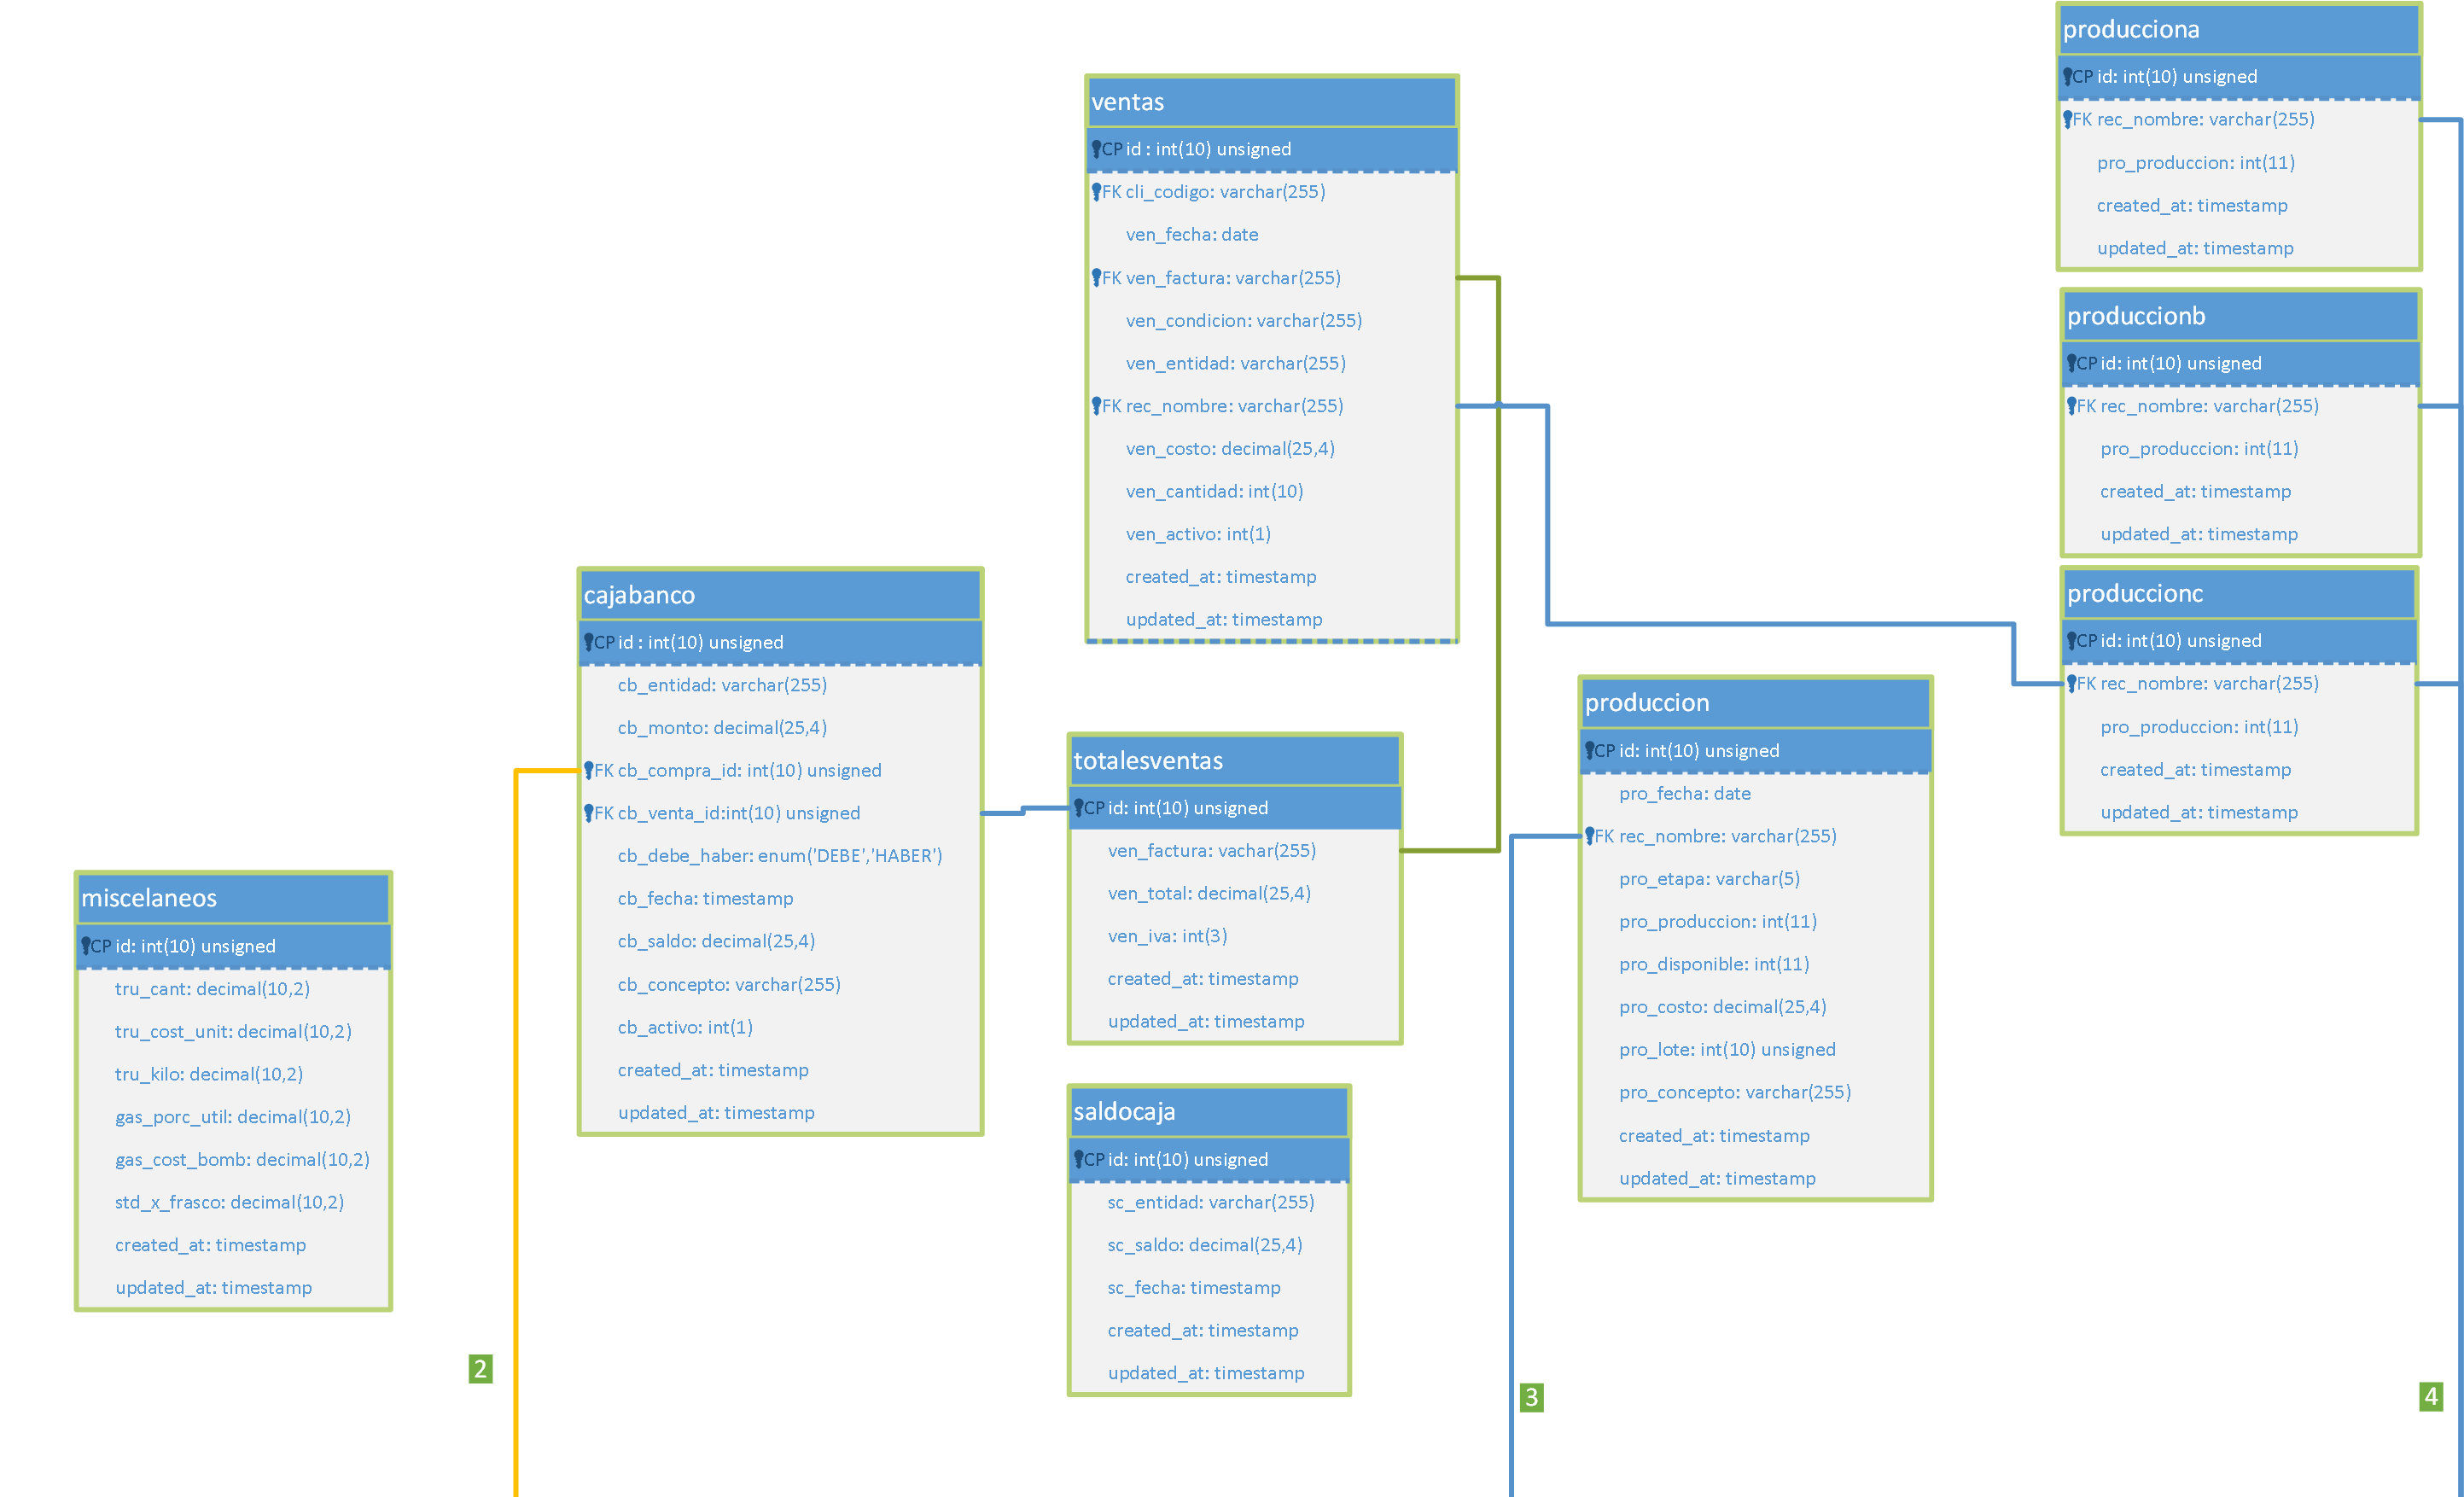 producciona
CP id: int(10) unsigned
FK rec_nombre: varchar(255)
pro_produccion: int(11)
created_at: timestamp
updated_at: timestamp
ventas
CP id : int(10) unsigned
FK cli_codigo: varchar(255)
ven_fecha: date
FK ven_factura: varchar(255)
ven_condicion: varchar(255)
ven_entidad: varchar(255)
FK rec_nombre: varchar(255)
ven_costo: decimal(25,4)
ven_cantidad: int(10)
ven_activo: int(1)
created_at: timestamp
updated_at: timestamp
produccionb
CP id: int(10) unsigned
FK rec_nombre: varchar(255)
pro_produccion: int(11)
created_at: timestamp
updated_at: timestamp
produccionc
CP id: int(10) unsigned
FK rec_nombre: varchar(255)
pro_produccion: int(11)
created_at: timestamp
updated_at: timestamp
cajabanco
CP id : int(10) unsigned
cb_entidad: varchar(255)
cb_monto: decimal(25,4)
FK cb_compra_id: int(10) unsigned
FK cb_venta_id:int(10) unsigned
cb_debe_haber: enum('DEBE','HABER')
cb_fecha: timestamp
cb_saldo: decimal(25,4)
cb_concepto: varchar(255)
cb_activo: int(1)
created_at: timestamp
updated_at: timestamp
totalesventas
CP id: int(10) unsigned
ven_factura: vachar(255)
ven_total: decimal(25,4)
ven_iva: int(3)
created_at: timestamp
updated_at: timestamp
produccion
CP id: int(10) unsigned
pro_fecha: date
FK rec_nombre: varchar(255)
pro_etapa: varchar(5)
pro_produccion: int(11)
pro_disponible: int(11)
pro_costo: decimal(25,4)
pro_lote: int(10) unsigned
pro_concepto: varchar(255)
created_at: timestamp
updated_at: timestamp
miscelaneos
CP id: int(10) unsigned
tru_cant: decimal(10,2)
tru_cost_unit: decimal(10,2)
tru_kilo: decimal(10,2)
gas_porc_util: decimal(10,2)
gas_cost_bomb: decimal(10,2)
std_x_frasco: decimal(10,2)
created_at: timestamp
updated_at: timestamp
saldocaja
CP id: int(10) unsigned
sc_entidad: varchar(255)
sc_saldo: decimal(25,4)
sc_fecha: timestamp
created_at: timestamp
updated_at: timestamp
2
3
4